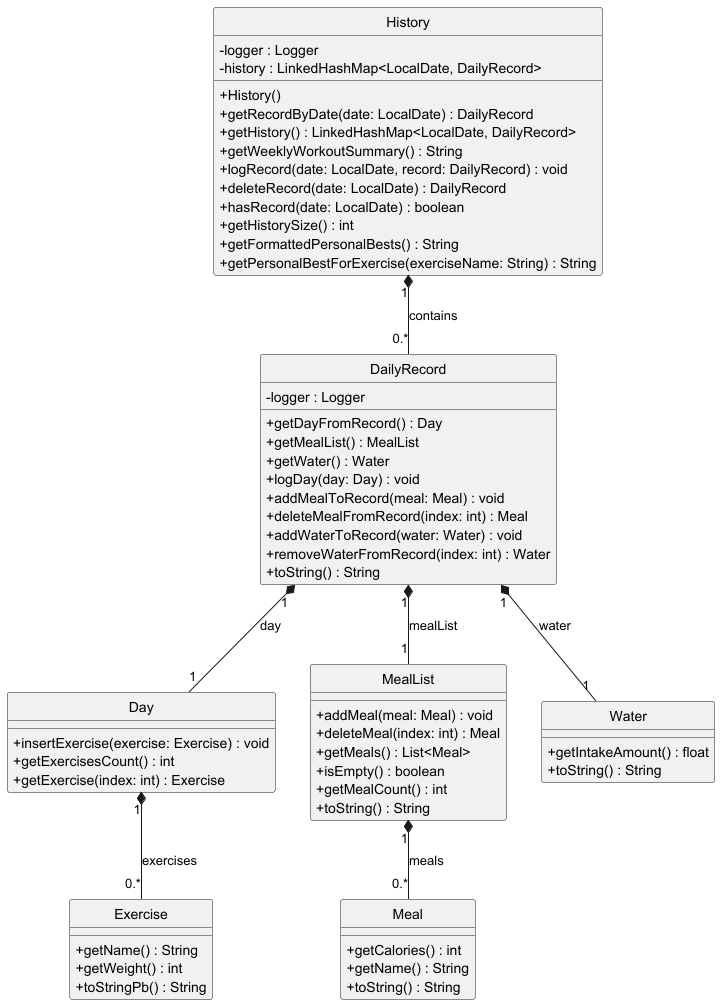 History
-logger : Logger
-history : LinkedHashMap<LocalDate, DailyRecord>
+History()
+getRecordByDate(date: LocalDate) : DailyRecord
+getHistory() : LinkedHashMap<LocalDate, DailyRecord>
+getWeeklyWorkoutSummary() : String
+logRecord(date: LocalDate, record: DailyRecord) : void
+deleteRecord(date: LocalDate) : DailyRecord
+hasRecord(date: LocalDate) : boolean
+getHistorySize() : int
+getFormattedPersonalBests() : String
+getPersonalBestForExercise(exerciseName: String) : String
1
contains
0..*
DailyRecord
-logger : Logger
+getDayFromRecord() : Day
+getMealList() : MealList
+getWater() : Water
+logDay(day: Day) : void
+addMealToRecord(meal: Meal) : void
+deleteMealFromRecord(index: int) : Meal
+addWaterToRecord(water: Water) : void
+removeWaterFromRecord(index: int) : Water
+toString() : String
1
1
1
day
mealList
water
1
1
1
Day
+insertExercise(exercise: Exercise) : void
+getExercisesCount() : int
+getExercise(index: int) : Exercise
MealList
+addMeal(meal: Meal) : void
+deleteMeal(index: int) : Meal
+getMeals() : List<Meal>
+isEmpty() : boolean
+getMealCount() : int
+toString() : String
Water
+getIntakeAmount() : float
+toString() : String
1
exercises
0..*
1
meals
0..*
Exercise
+getName() : String
+getWeight() : int
+toStringPb() : String
Meal
+getCalories() : int
+getName() : String
+toString() : String